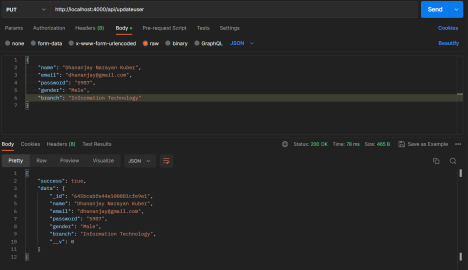 PUT http://localhost:4000/api/updateuser Send
Params Authorization Headers (8) Body Pre-request Script Tests Settings Cookies
none form-data x-www-form-urlencoded raw binary GraphQL JSON Beautify
1 {
2 "name": "Dhananjay Narayan Kuber",
3 "email": "dhananjay@gmail.com",
4 "password": "5907",
5 "gender": "Male",
6 "branch": "Information Technology"
7 }
Body Cookies Headers (8) Test Results Status: 200 OK Time: 78 ms Size: 465 B Save as Example
Pretty Raw Preview Visualize JSON
1 {
2 "success": true,
3 "data": {
4 "_id":
5 "name": "Dhananjay Narayan Kuber",
6 "email": "dhananjay@gmail.com",
7 "password": "5907",
8 "gender": "Male",
9 "branch": "Information Technology",
10 "__v": 0
11 }
12 }